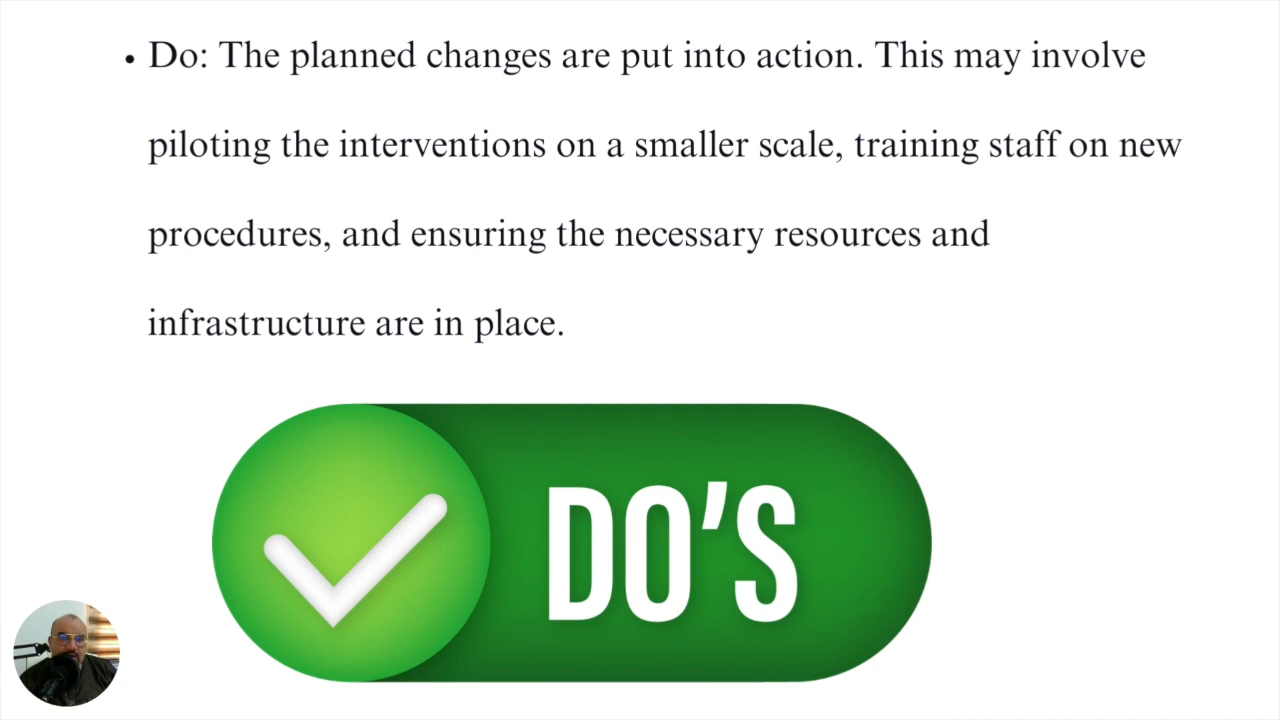 • Do: The planned changes are put into action. This may involve
piloting the interventions on a smaller scale, training staff on new
procedures, and ensuring the necessary resources and
infrastructure are in place.
DO'S